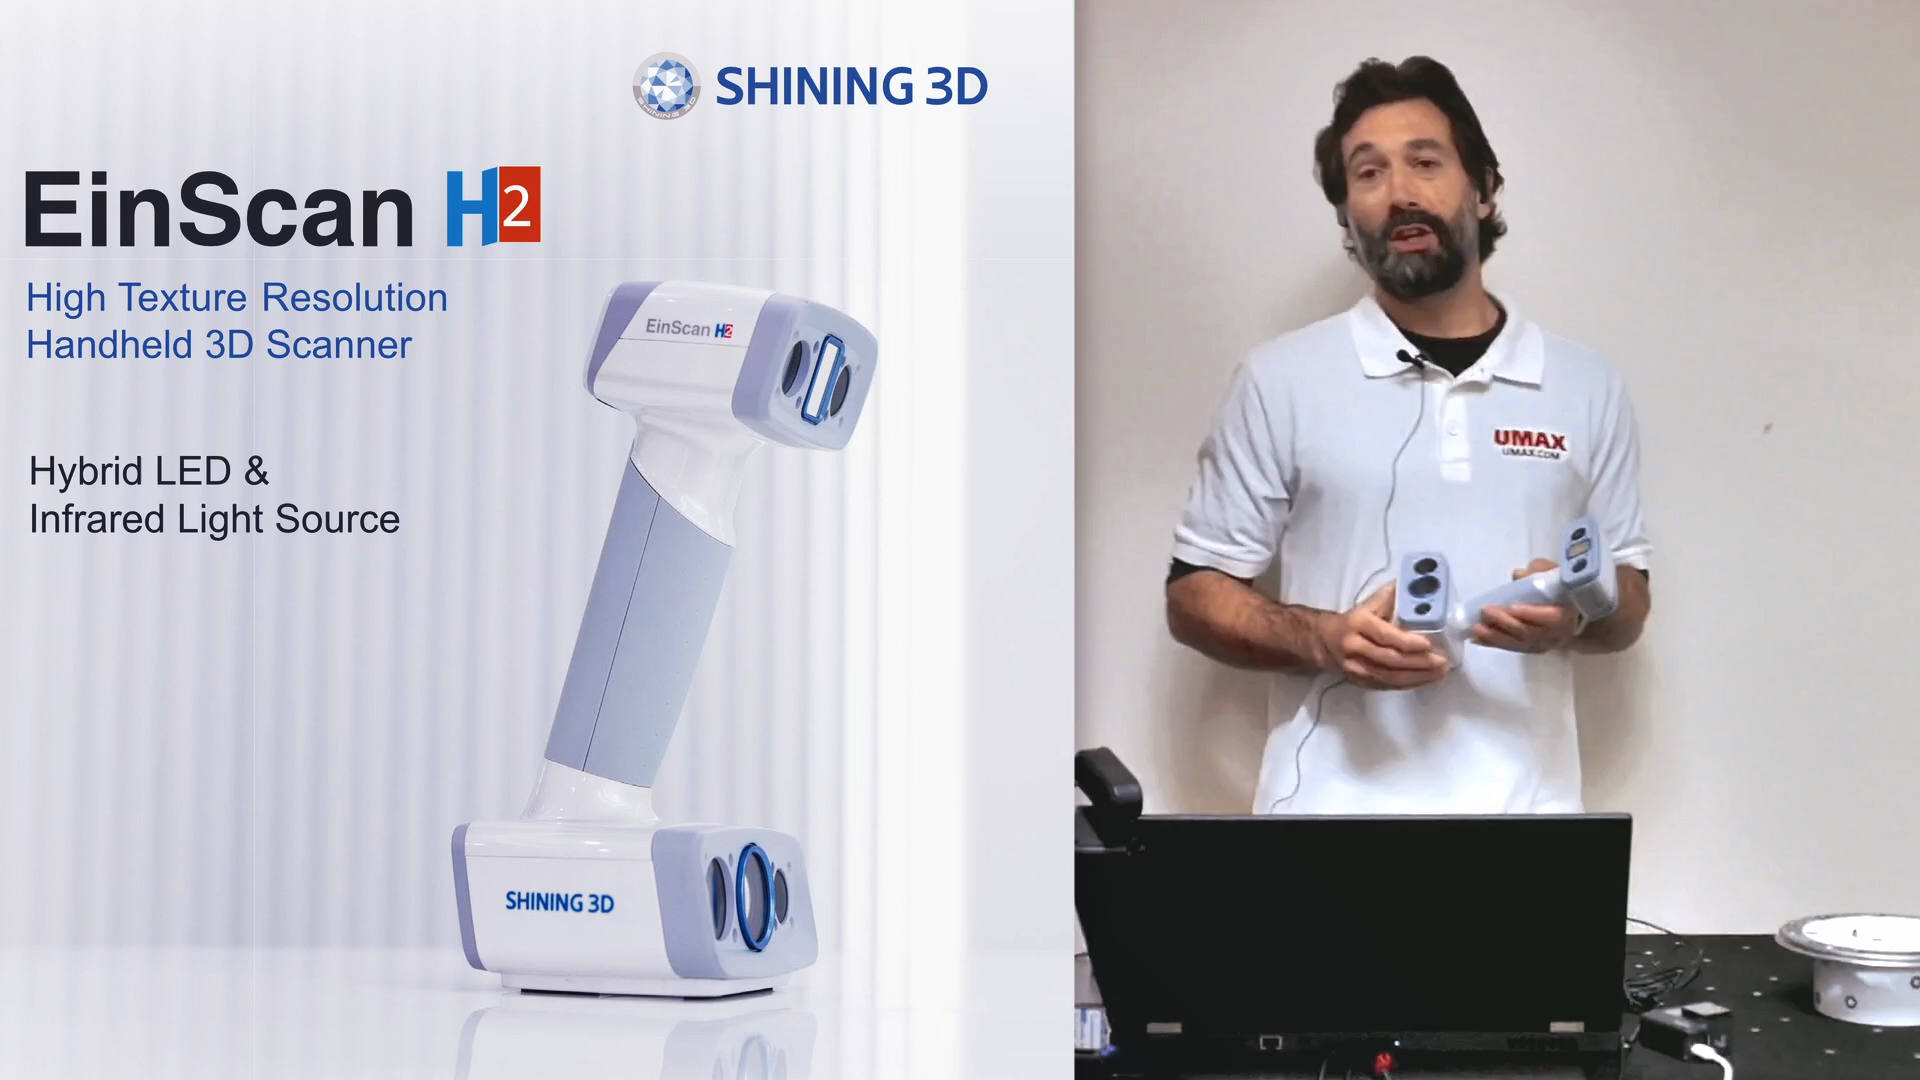 SHINING 3D
EinScan H2
High Texture Resolution
Handheld 3D Scanner
Hybrid LED &
Infrared Light Source
EinScan H2
SHINING 3D
UMAX
UMAX.COM